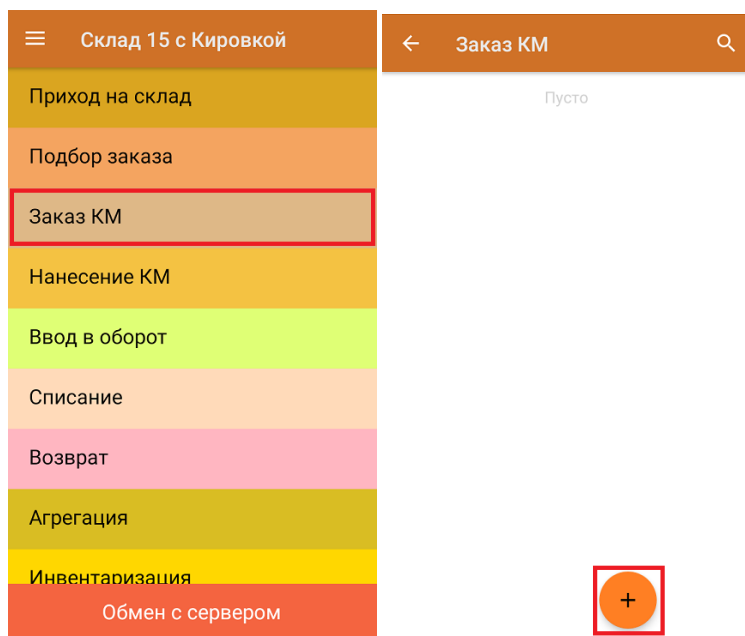 Склад 15 с Кировкой
Приход на склад
Подбор заказа
Заказ КМ
Нанесение КМ
Ввод в оборот
Списание
Возврат
Агрегация
Инвентаризация
Обмен с сервером
Заказ КМ
Пусто
+